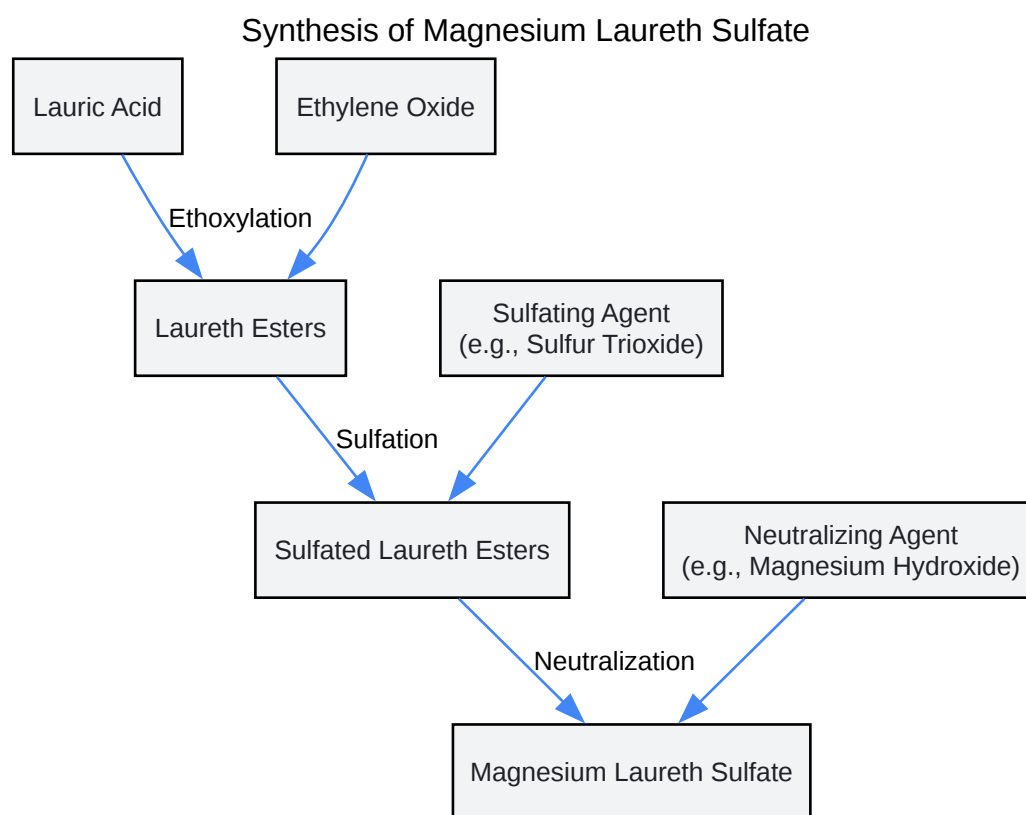 Synthesis of Magnesium Laureth Sulfate
Lauric Acid
Ethylene Oxide
Ethoxylation
Laureth Esters
Sulfating Agent
(e.g., Sulfur Trioxide)
Sulfation
Sulfated Laureth Esters
Neutralizing Agent
(e.g., Magnesium Hydroxide)
Neutralization
Magnesium Laureth Sulfate